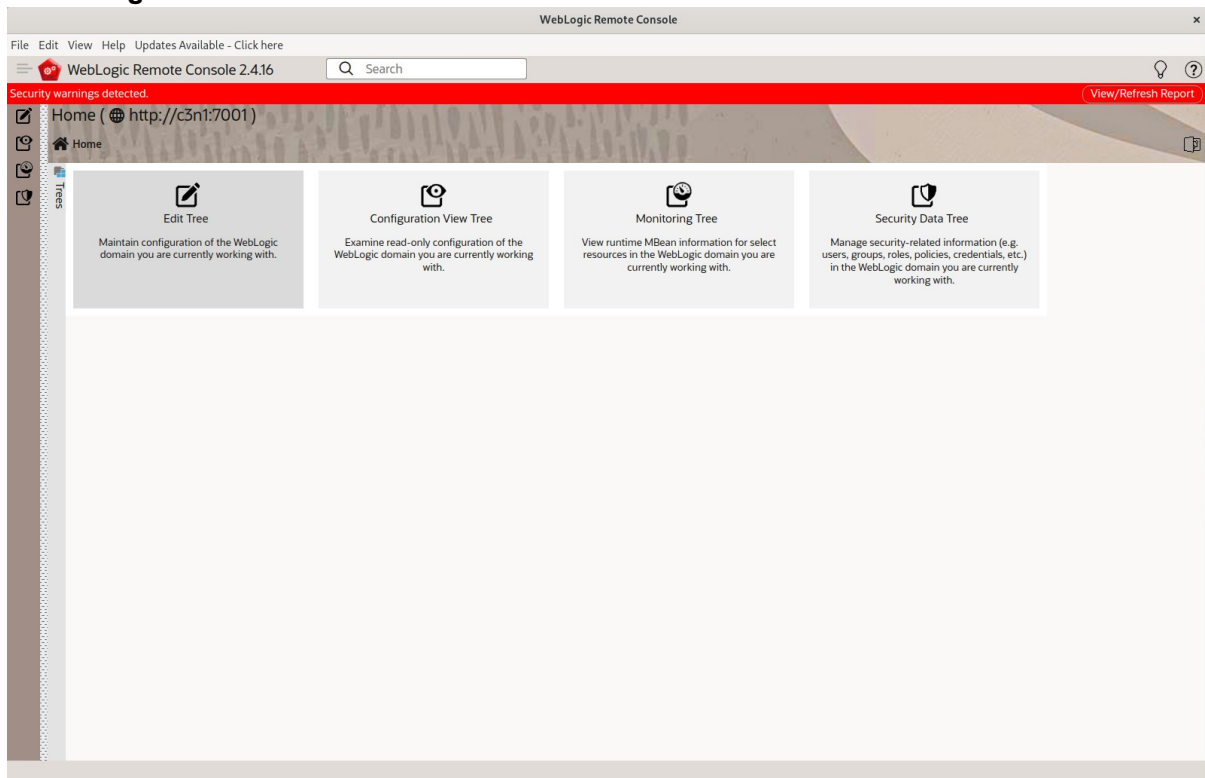 WebLogic Remote Console
File Edit View Help Updates Available - Click here
WebLogic Remote Console 2.4.16
Search
Security warnings detected.
View/Refresh Report
Home ( http://c3n1:7001 )
Home
Trees
Edit Tree
Maintain configuration of the WebLogic
domain you are currently working with.
Configuration View Tree
Examine read-only configuration of the
WebLogic domain you are currently working
with.
Monitoring Tree
View runtime MBean information for select
resources in the WebLogic domain you are
currently working with.
Security Data Tree
Manage security-related information (e.g.
users, groups, roles, policies, credentials, etc.)
in the WebLogic domain you are currently
working with.